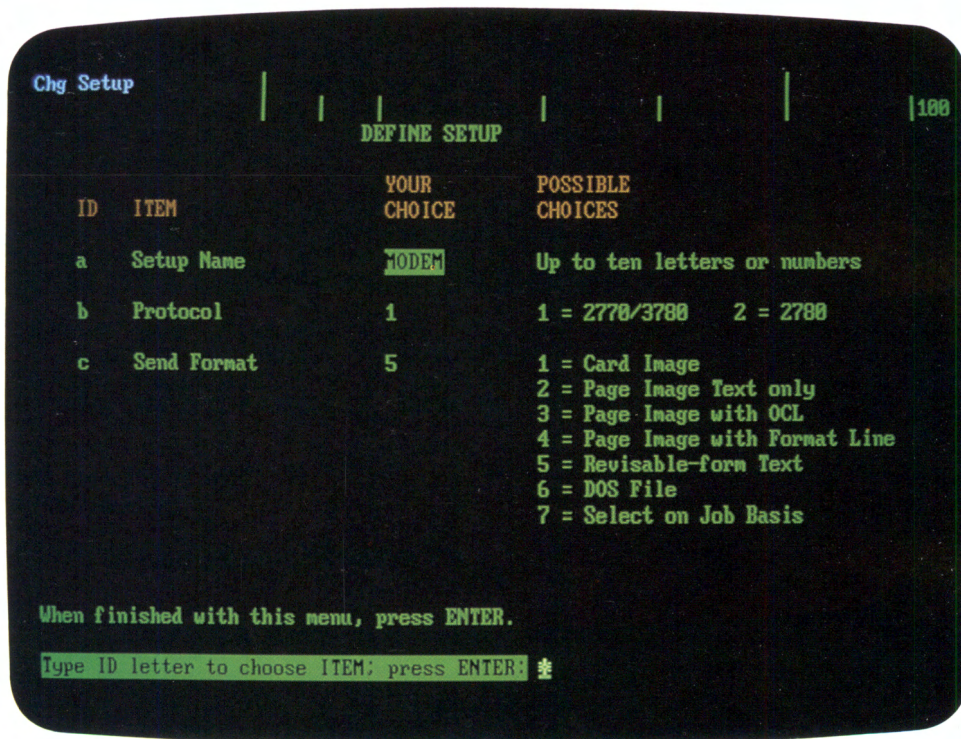 Chg Setup
100
DEFINE SETUP
YOUR POSSIBLE
ID ITEM CHOICE CHOICES
a Setup Name MODEM Up to ten letters or numbers
b Protocol 1 1 = 2770/3780 2 = 2780
c Send Format 5 1 = Card Image
2 = Page Image Text only
3 = Page Image with OCL
4 = Page Image with Format Line
5 = Revisable-form Text
6 = DOS File
7 = Select on Job Basis
When finished with this menu, press ENTER.
Type ID letter to choose ITEM; press ENTER: